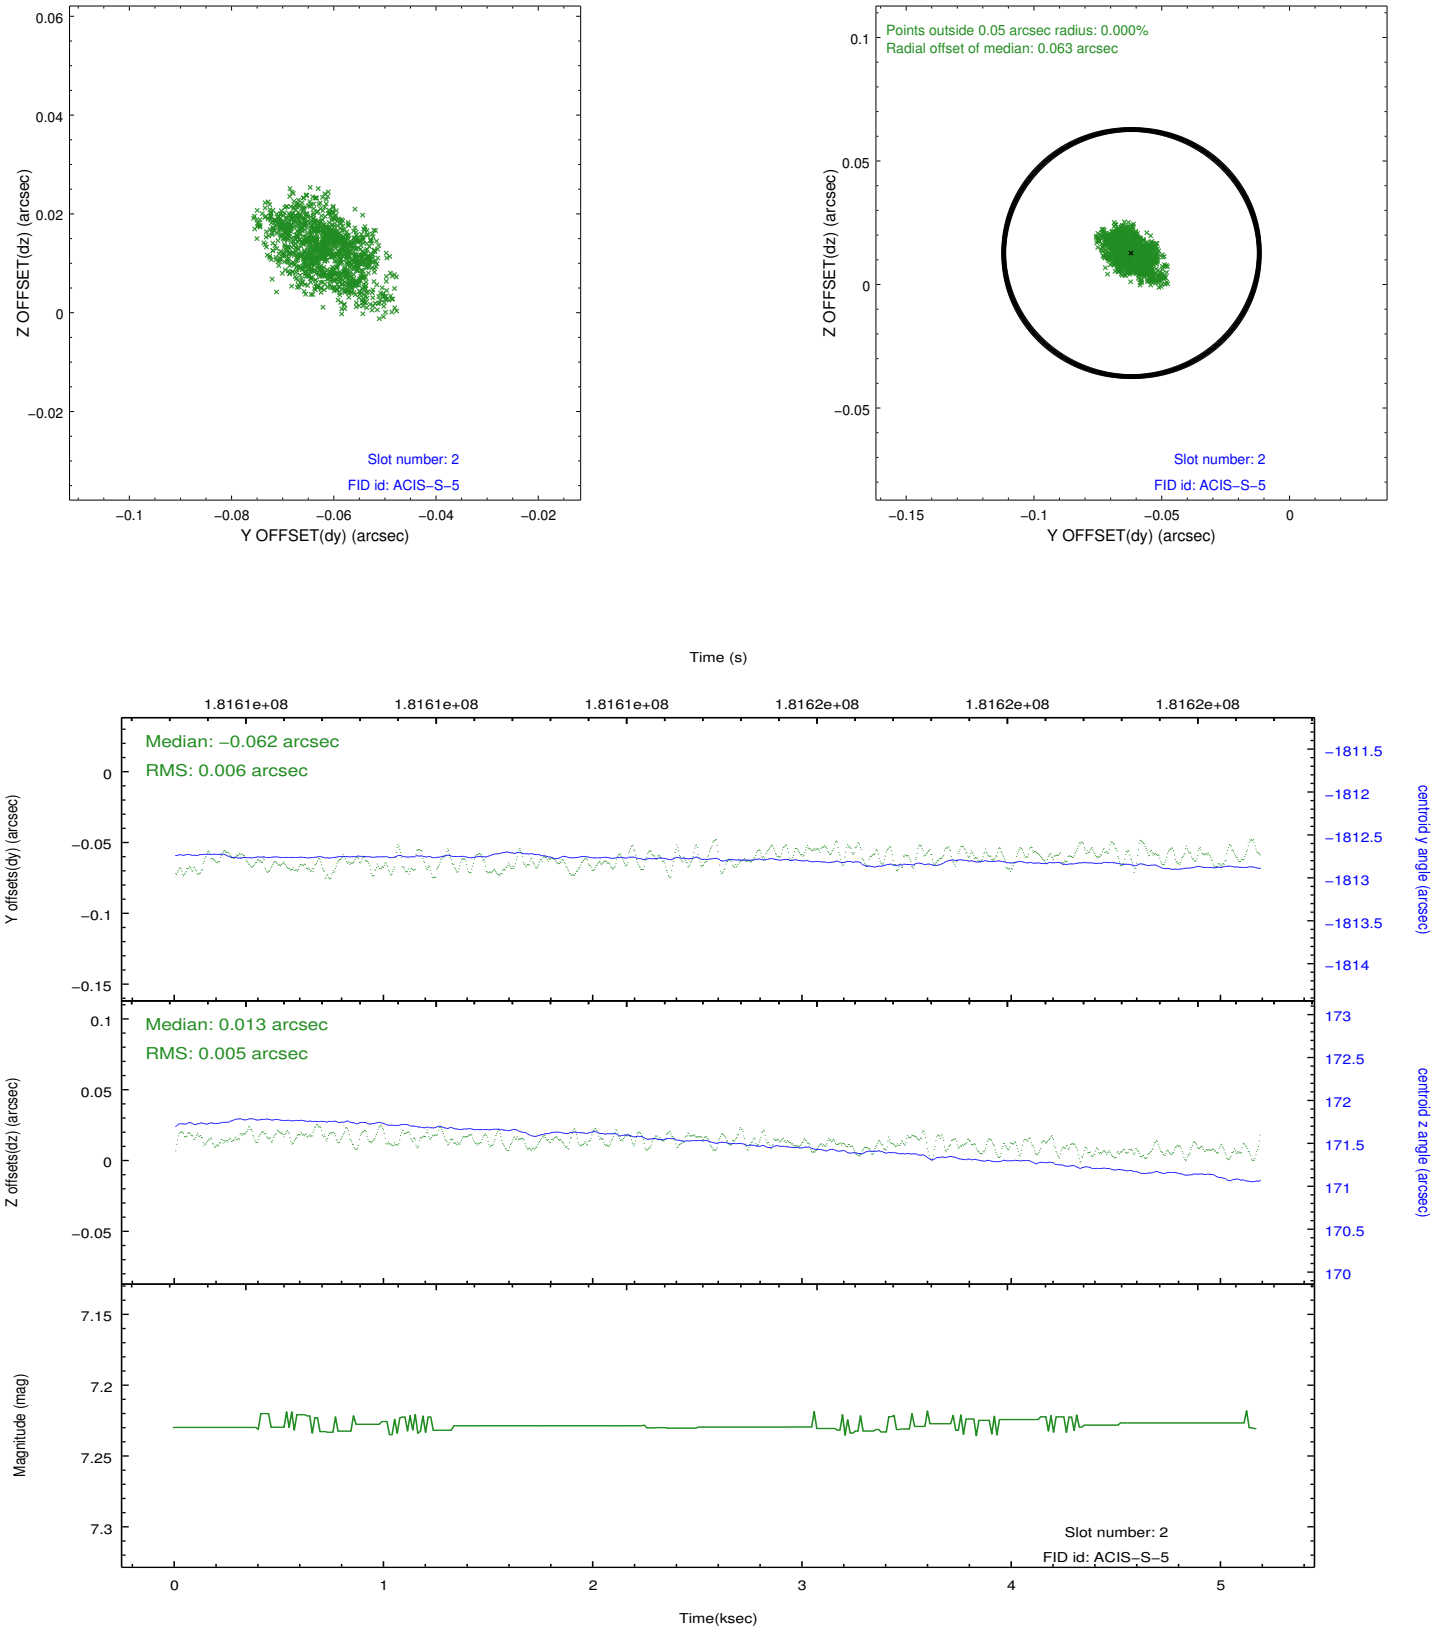 0.06
0.04
0.02
0
−0.02
Z OFFSET(dz) (arcsec)
Slot number: 2
FID id: ACIS−S−5
−0.1
−0.08
−0.06
−0.04
−0.02
Y OFFSET(dy) (arcsec)
Points outside 0.05 arcsec radius: 0.000%
Radial offset of median: 0.063 arcsec
0.1
0.05
0
−0.05
Z OFFSET(dz) (arcsec)
Slot number: 2
FID id: ACIS−S−5
−0.15
−0.1
−0.05
0
Y OFFSET(dy) (arcsec)
Time (s)
1.8161e+08
1.8161e+08
1.8161e+08
1.8162e+08
1.8162e+08
1.8162e+08
Median: −0.062 arcsec
RMS: 0.006 arcsec
0
−0.05
−0.1
−0.15
Y offsets(dy) (arcsec)
−1811.5
−1812
−1812.5
−1813
−1813.5
−1814
centroid y angle (arcsec)
Median: 0.013 arcsec
RMS: 0.005 arcsec
0.1
0.05
0
−0.05
Z offsets(dz) (arcsec)
173
172.5
172
171.5
171
170.5
170
centroid z angle (arcsec)
7.15
7.2
7.25
7.3
Magnitude (mag)
Slot number: 2
FID id: ACIS−S−5
0
1
2
3
4
5
Time(ksec)